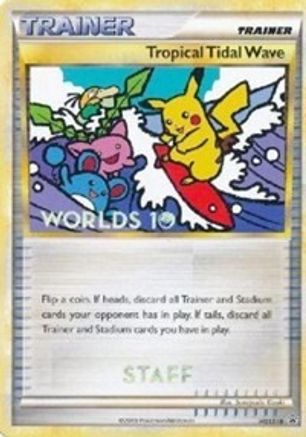 TRAINER
TRAINER
Tropical Tidal Wave
WORLDS 10
Flip a coin. If heads, discard all Trainer and Stadium
cards your opponent has in play. If tails, discard all
Trainer and Stadium cards you have in play.
STAFF